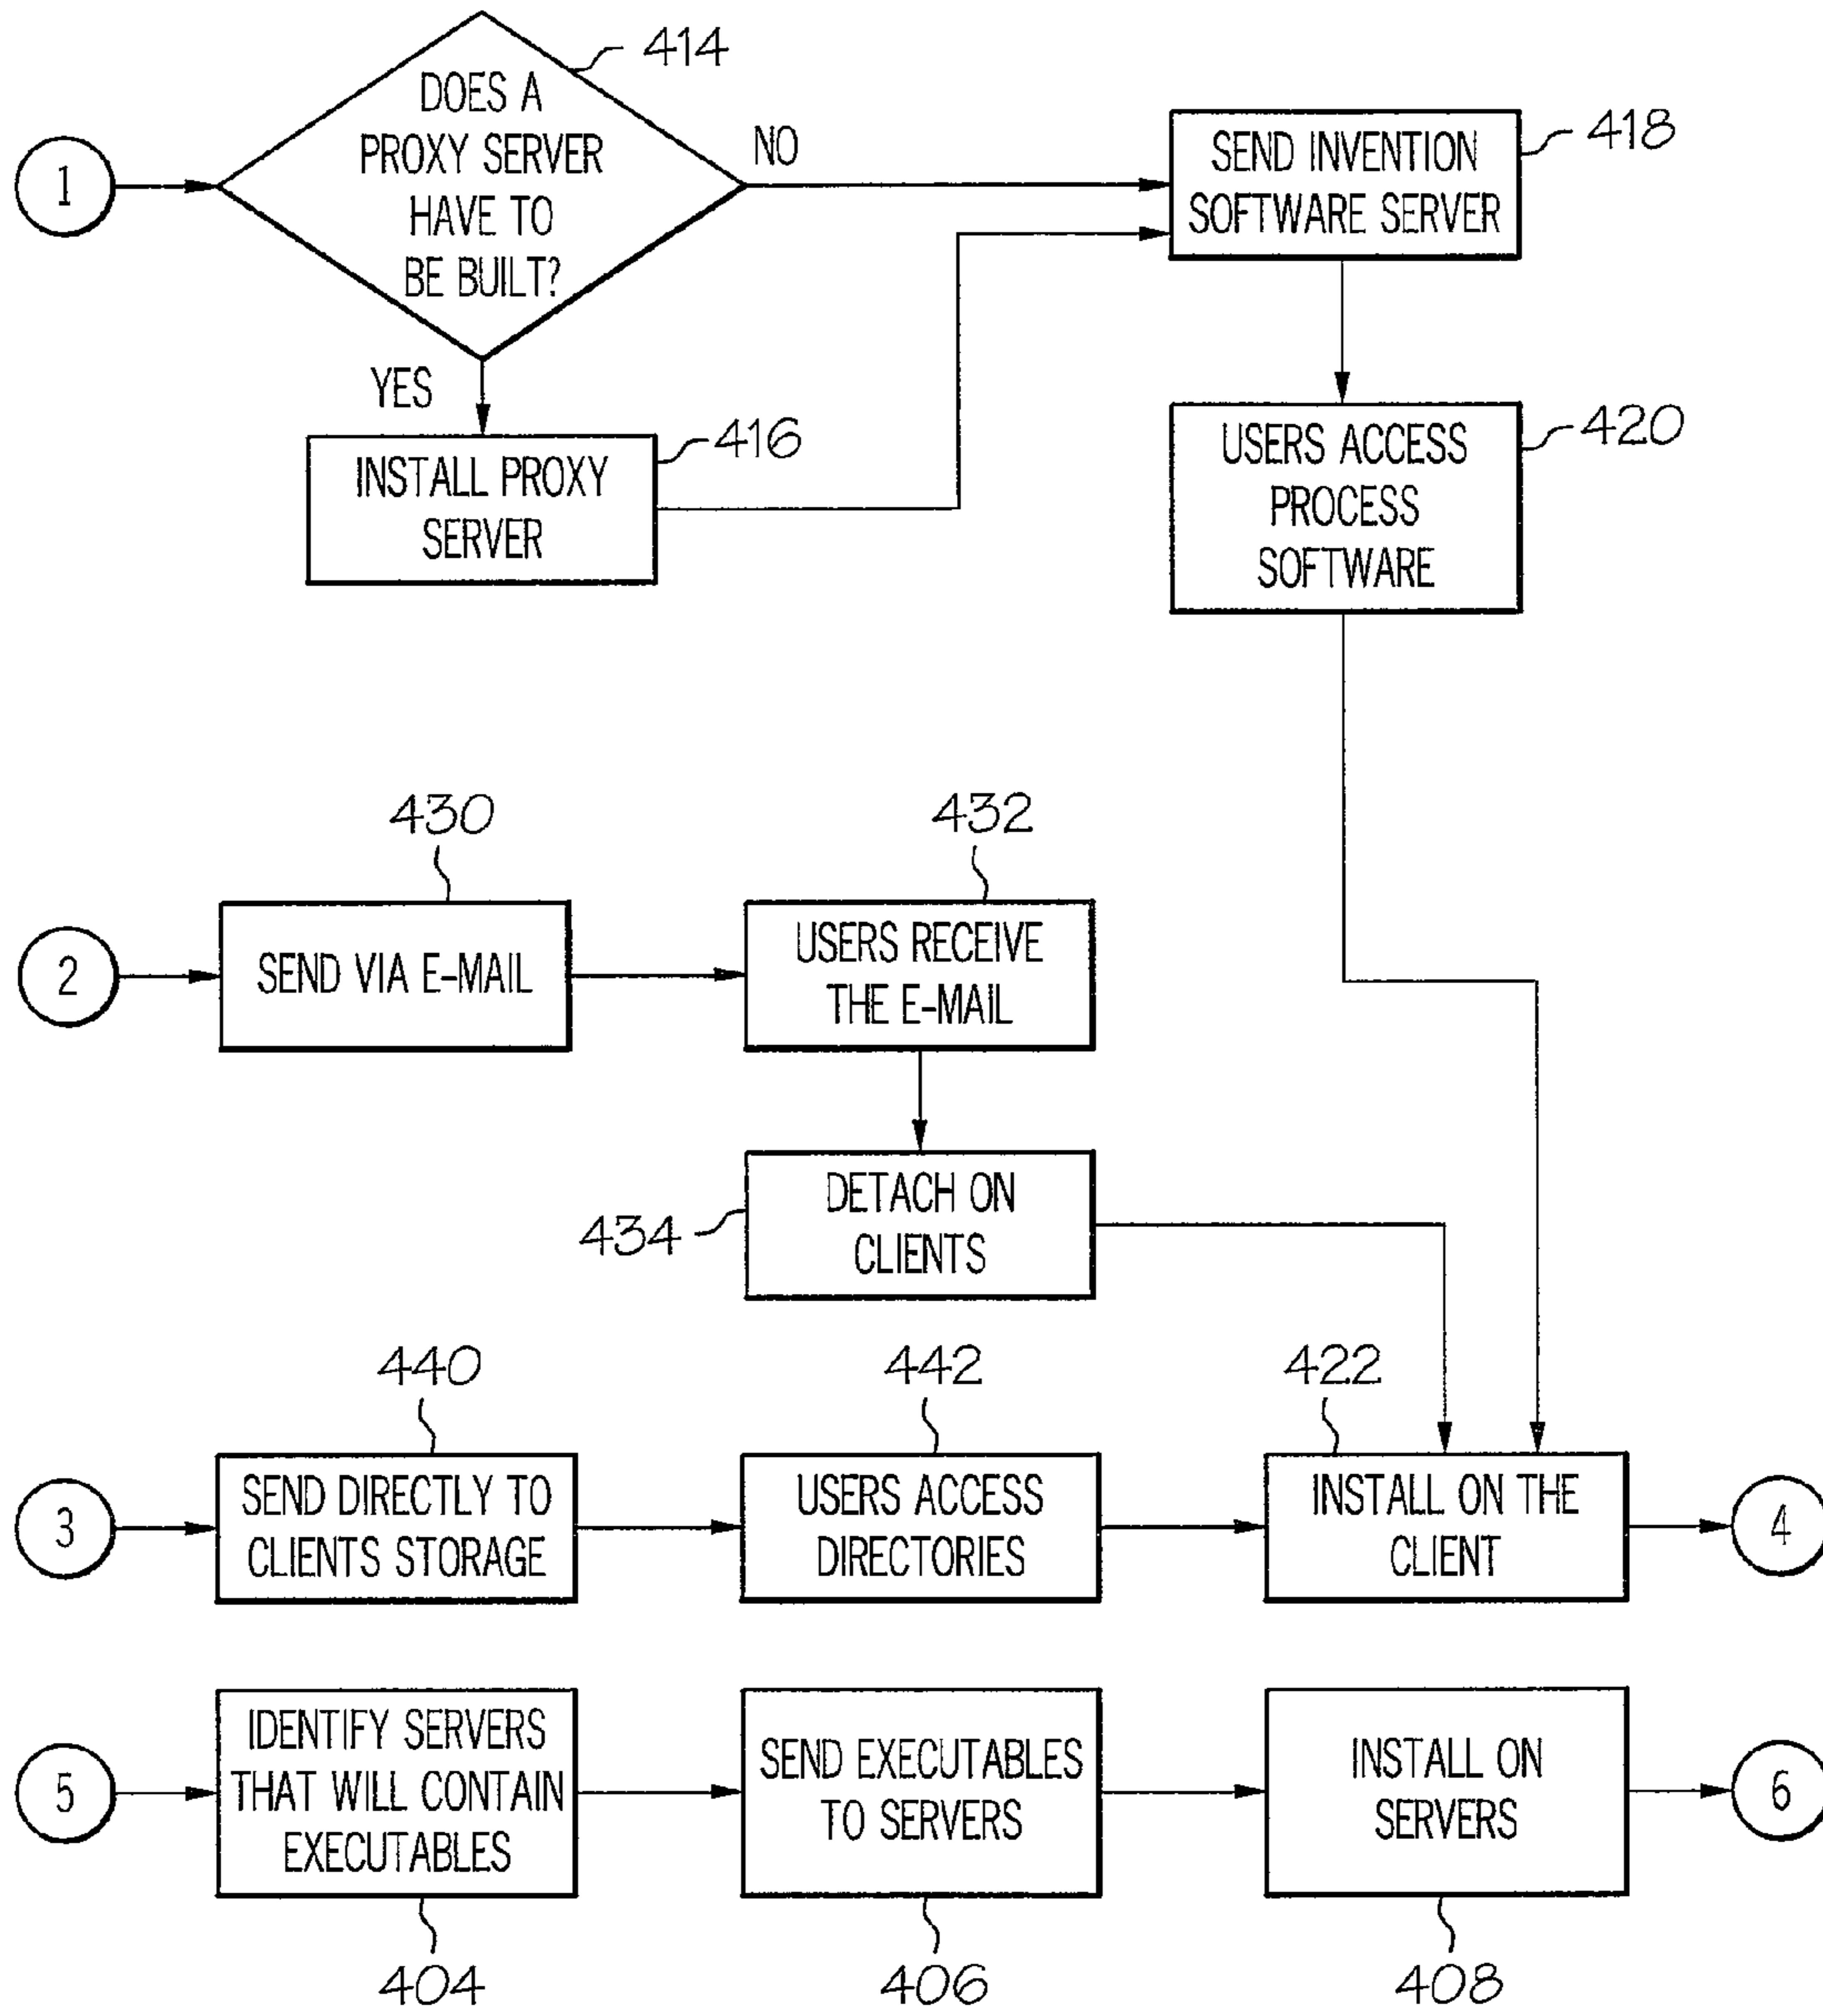 414
DOES A
PROXY SERVER
HAVE TO
BE BUILT?
1
NO
YES
SEND INVENTION
SOFTWARE SERVER
418
INSTALL PROXY
SERVER
416
USERS ACCESS
PROCESS
SOFTWARE
420
430
432
2
SEND VIA E-MAIL
USERS RECEIVE
THE E-MAIL
DETACH ON
CLIENTS
434
440
442
422
3
SEND DIRECTLY TO
CLIENTS STORAGE
USERS ACCESS
DIRECTORIES
INSTALL ON THE
CLIENT
4
5
IDENTIFY SERVERS
THAT WILL CONTAIN
EXECUTABLES
SEND EXECUTABLES
TO SERVERS
INSTALL ON
SERVERS
6
404
406
408